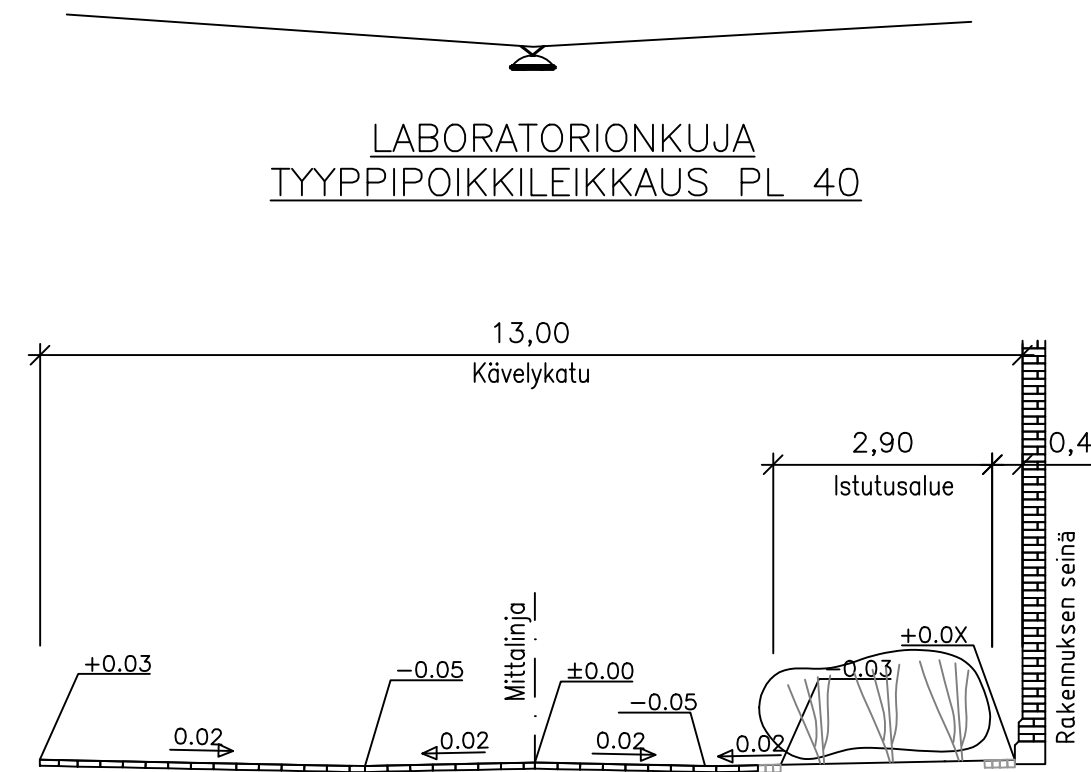 LABORATORIONKUJA
TYYPPIPOIKKILEIKKAUS PL 40
13,00
Kävelykatu
2,90
0,4
Istutusalue
Rakennuksen seinä
Mittalinja
+0.03
-0.05
±0.00
-0.05
-0.03
+0.0X
0.02
0.02
0.02
0.02